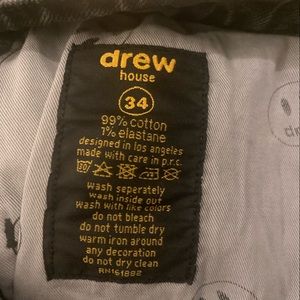 drew
house
34
99% cotton
1% elastane
designed in los angeles
made with care in p.r.c.
wash seperately
wash inside out
wash with like colors
do not bleach
do not tumble dry
warm iron around
any decoration
do not dry clean
RN161882